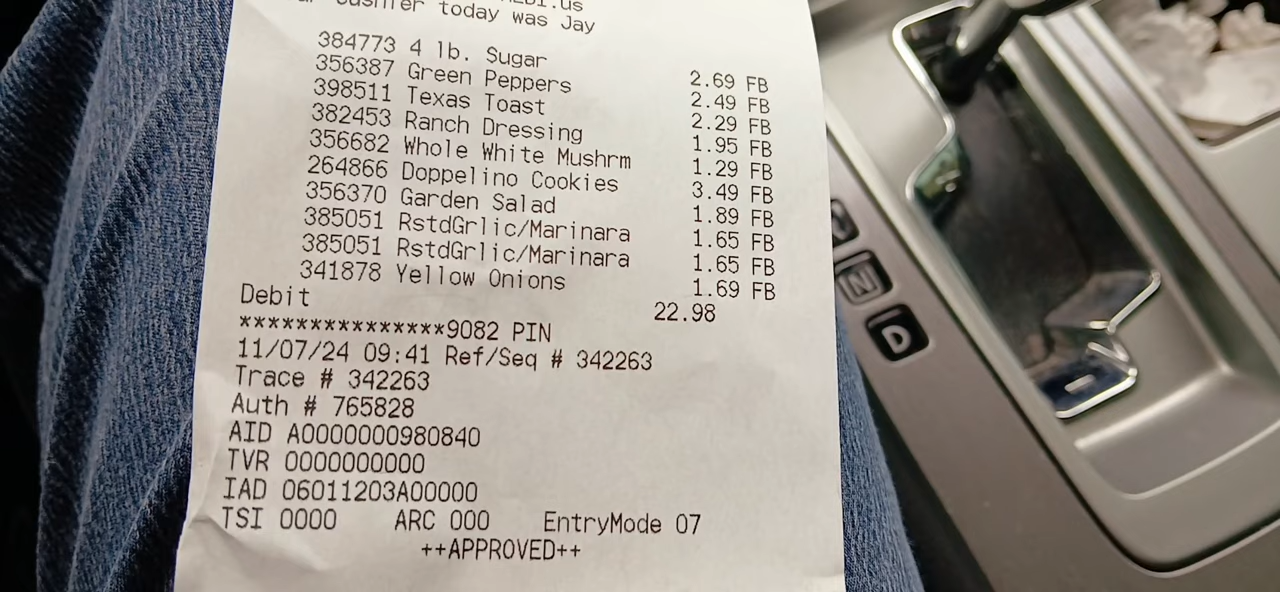 cashier today was Jay
384773 4 lb. Sugar 2.69 FB
356387 Green Peppers 2.49 FB
398511 Texas Toast 2.29 FB
382453 Ranch Dressing 1.95 FB
356682 Whole White Mushrm 1.29 FB
264866 Doppelino Cookies 3.49 FB
356370 Garden Salad 1.89 FB
385051 RstdGrlic/Marinara 1.65 FB
385051 RstdGrlic/Marinara 1.65 FB
341878 Yellow Onions 1.69 FB
Debit 22.98
***************9082 PIN
11/07/24 09:41 Ref/Seq # 342263
Trace # 342263
Auth # 765828
AID A0000000980840
TVR 0000000000
IAD 06011203A00000
TSI 0000 ARC 000 EntryMode 07
++APPROVED++
N
D